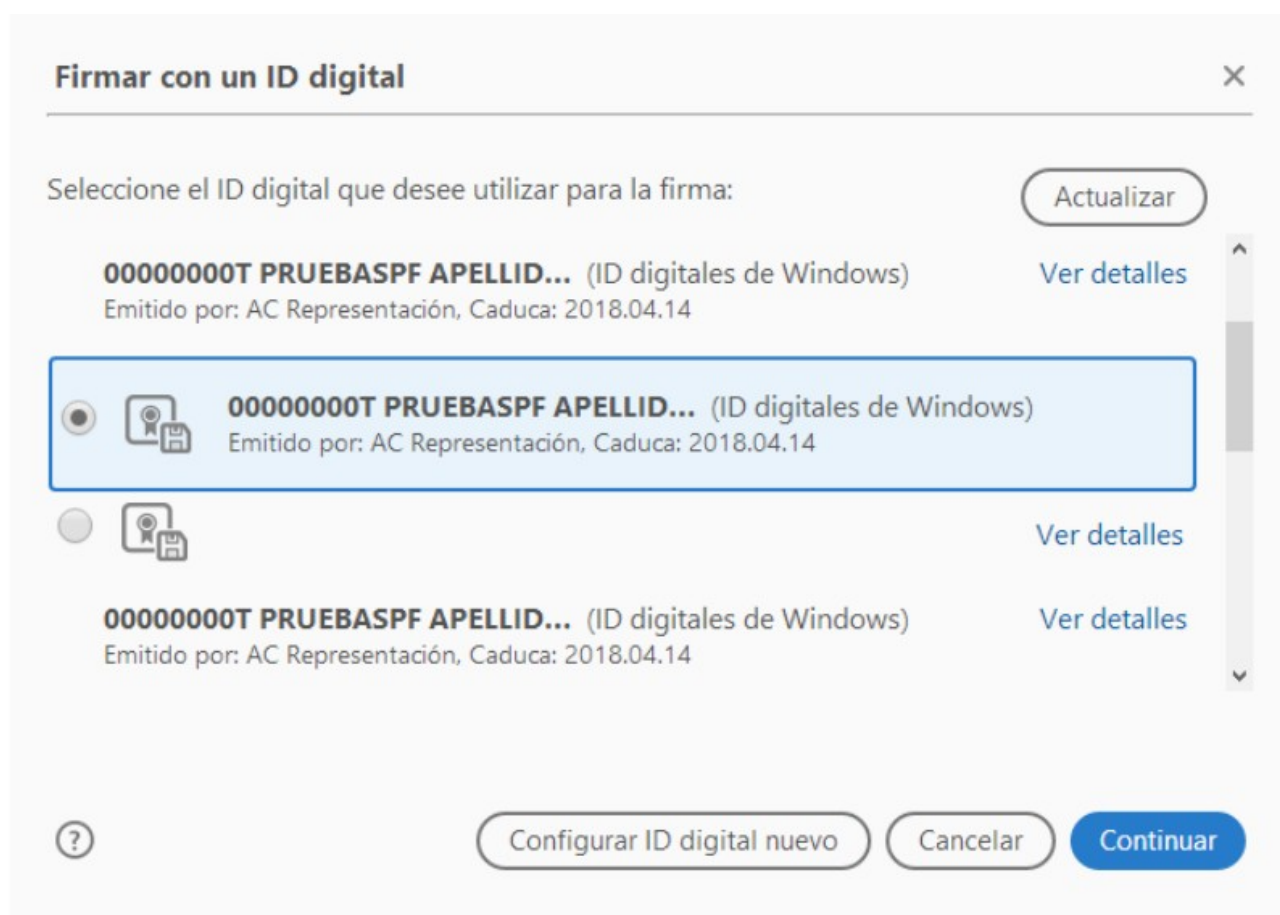 Firmar con un ID digital
Seleccione el ID digital que desee utilizar para la firma:
Actualizar
00000000T PRUEBASPF APELLID... (ID digitales de Windows) Ver detalles
Emitido por: AC Representación, Caduca: 2018.04.14
00000000T PRUEBASPF APELLID... (ID digitales de Windows)
Emitido por: AC Representación, Caduca: 2018.04.14
Ver detalles
00000000T PRUEBASPF APELLID... (ID digitales de Windows) Ver detalles
Emitido por: AC Representación, Caduca: 2018.04.14
? Configurar ID digital nuevo Cancelar Continuar